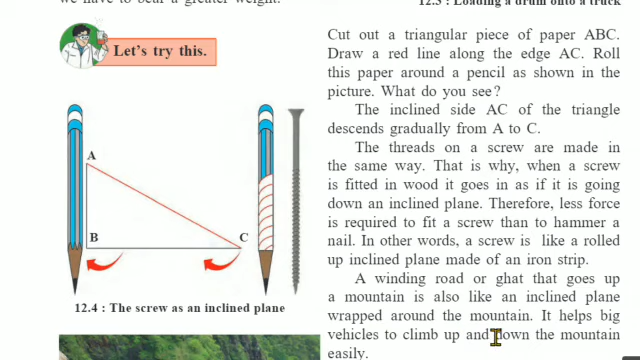 we have to bear a greater weight.
12.3 : Loading a drum onto a truck
Let's try this.
A
B
C
12.4 : The screw as an inclined plane
Cut out a triangular piece of paper ABC.
Draw a red line along the edge AC. Roll
this paper around a pencil as shown in the
picture. What do you see?
The inclined side AC of the triangle
descends gradually from A to C.
The threads on a screw are made in
the same way. That is why, when a screw
is fitted in wood it goes in as if it is going
down an inclined plane. Therefore, less force
is required to fit a screw than to hammer a
nail. In other words, a screw is like a rolled
up inclined plane made of an iron strip.
A winding road or ghat that goes up
a mountain is also like an inclined plane
wrapped around the mountain. It helps big
vehicles to climb up and down the mountain
easily.